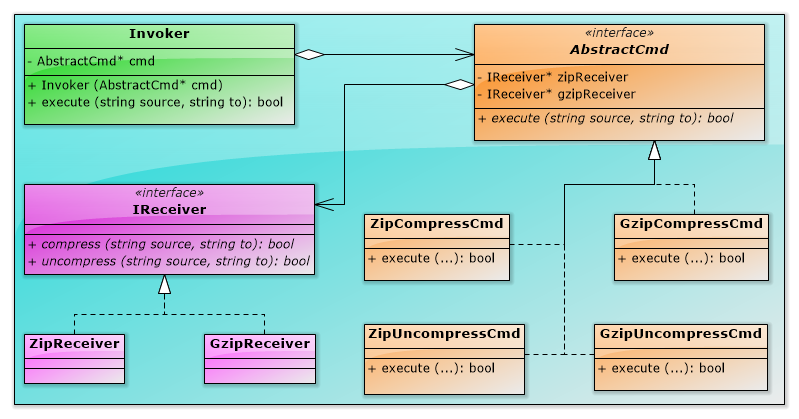 Invoker
- AbstractCmd* cmd
+ Invoker (AbstractCmd* cmd)
+ execute (string source, string to): bool
«interface»
AbstractCmd
- IReceiver* zipReceiver
- IReceiver* gzipReceiver
+ execute (string source, string to): bool
«interface»
IReceiver
+ compress (string source, string to): bool
+ uncompress (string source, string to): bool
ZipCompressCmd
+ execute (...): bool
GzipCompressCmd
+ execute (...): bool
ZipReceiver
GzipReceiver
ZipUncompressCmd
+ execute (...): bool
GzipUncompressCmd
+ execute (...): bool